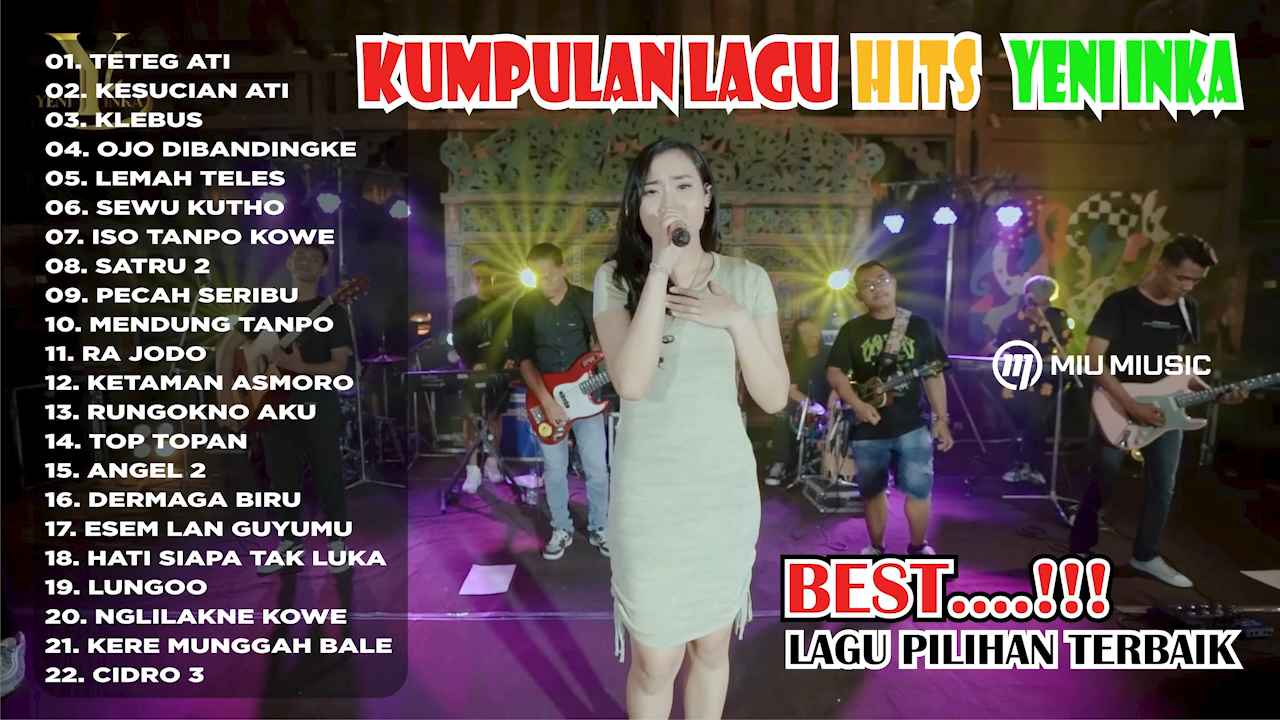 KUMPULAN LAGU HITS YENI INKA
YENI INKA
01. TETEG ATI
02. KESUCIAN ATI
03. KLEBUS
04. OJO DIBANDINGKE
05. LEMAH TELES
06. SEWU KUTHO
07. ISO TANPO KOWE
08. SATRU 2
09. PECAH SERIBU
10. MENDUNG TANPO
11. RA JODO
12. KETAMAN ASMORO
13. RUNGOKNO AKU
14. TOP TOPAN
15. ANGEL 2
16. DERMAGA BIRU
17. ESEM LAN GUYUMU
18. HATI SIAPA TAK LUKA
19. LUNGOO
20. NGLILAKNE KOWE
21. KERE MUNGGAH BALE
22. CIDRO 3
MIU MIUSIC
BEST....!!!
LAGU PILIHAN TERBAIK